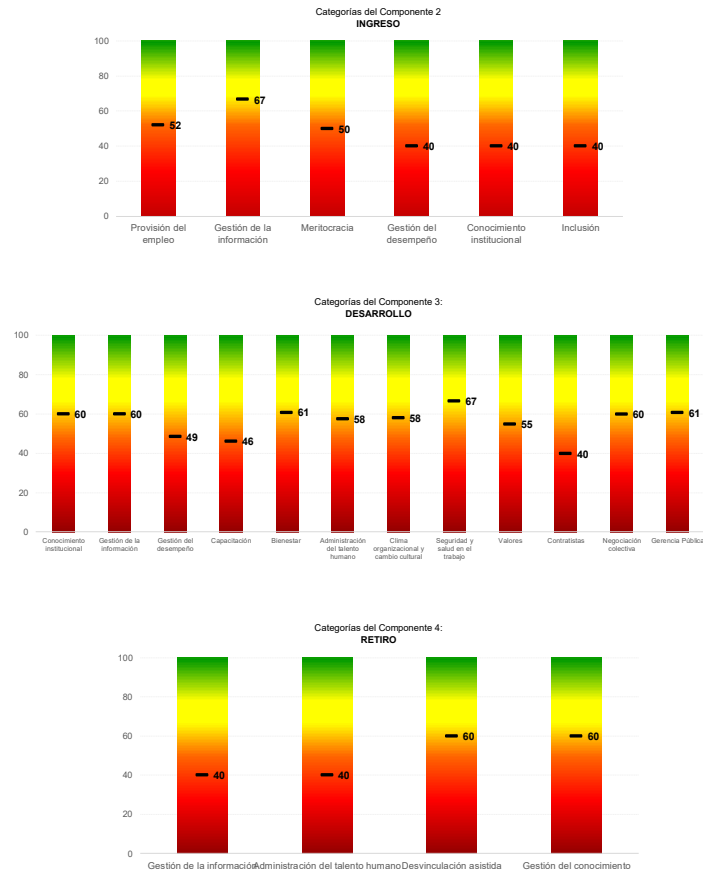 Categorías del Componente 2
INGRESO
100
80
60
40
20
0
52
67
50
40
40
40
Provisión del
empleo
Gestión de la
información
Meritocracia
Gestión del
desempeño
Conocimiento
institucional
Inclusión
Categorías del Componente 3:
DESARROLLO
100
80
60
40
20
0
60
60
49
46
61
58
58
67
55
40
60
61
Conocimiento
institucional
Gestión de la
información
Gestión del
desempeño
Capacitación
Bienestar
Administración
del talento
humano
Clima
organizacional y
cambio cultural
Seguridad y
salud en el
trabajo
Valores
Contratistas
Negociación
colectiva
Gerencia Pública
Categorías del Componente 4:
RETIRO
100
80
60
40
20
0
40
40
60
60
Gestión de la información
Administración del talento humano
Desvinculación asistida
Gestión del conocimiento